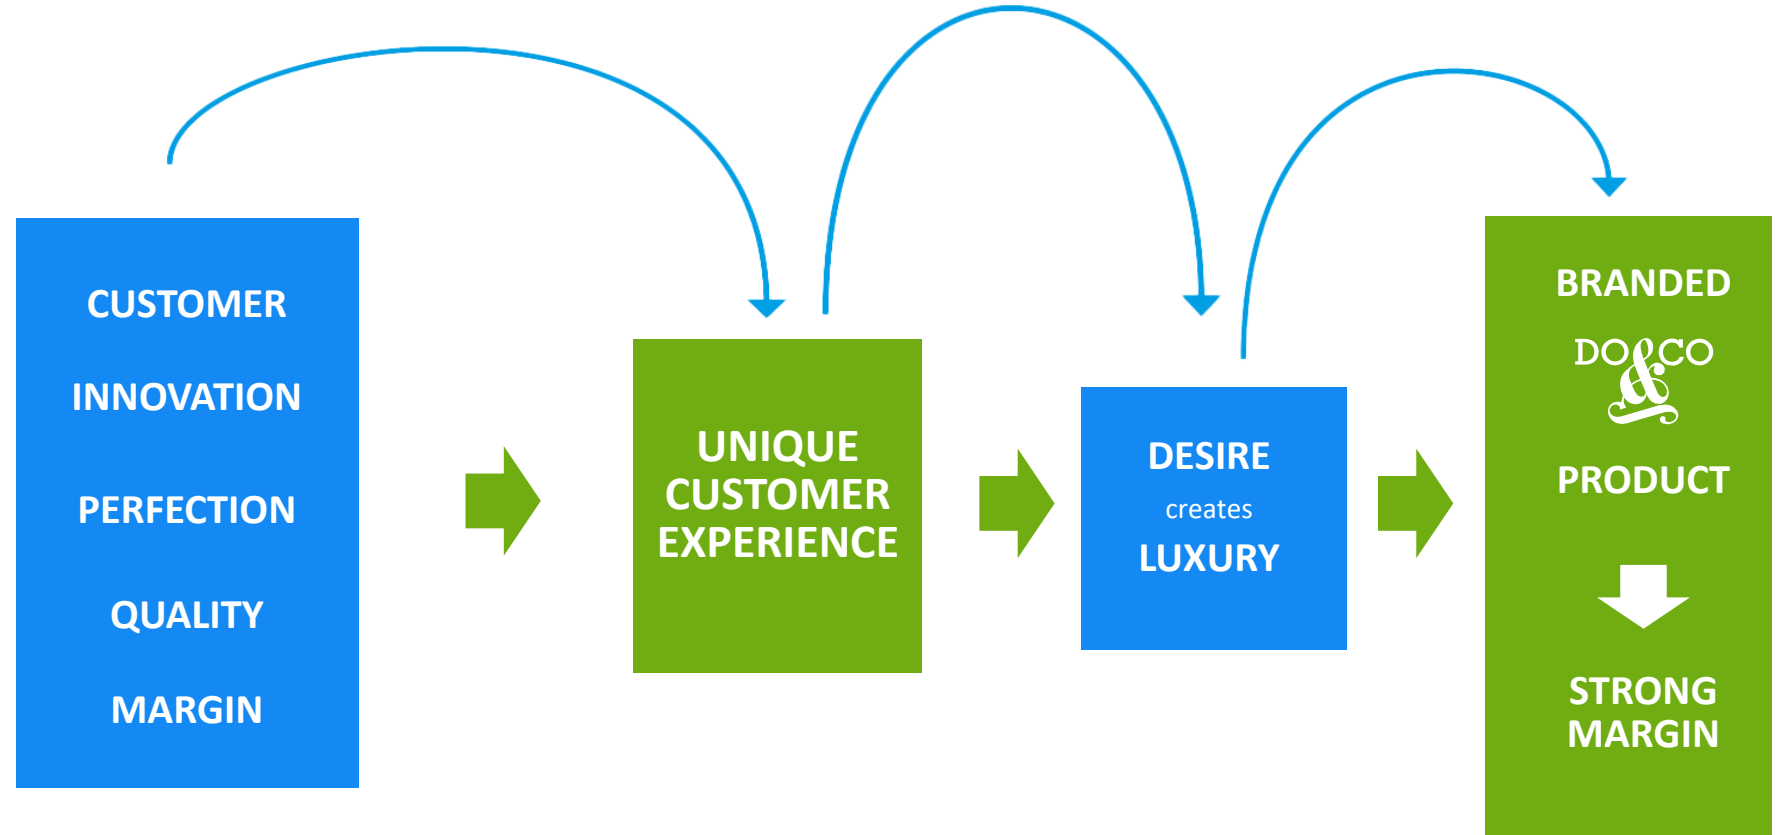 CUSTOMER
INNOVATION
PERFECTION
QUALITY
MARGIN
UNIQUE
CUSTOMER
EXPERIENCE
DESIRE
creates
LUXURY
BRANDED
DO&CO
PRODUCT
STRONG
MARGIN